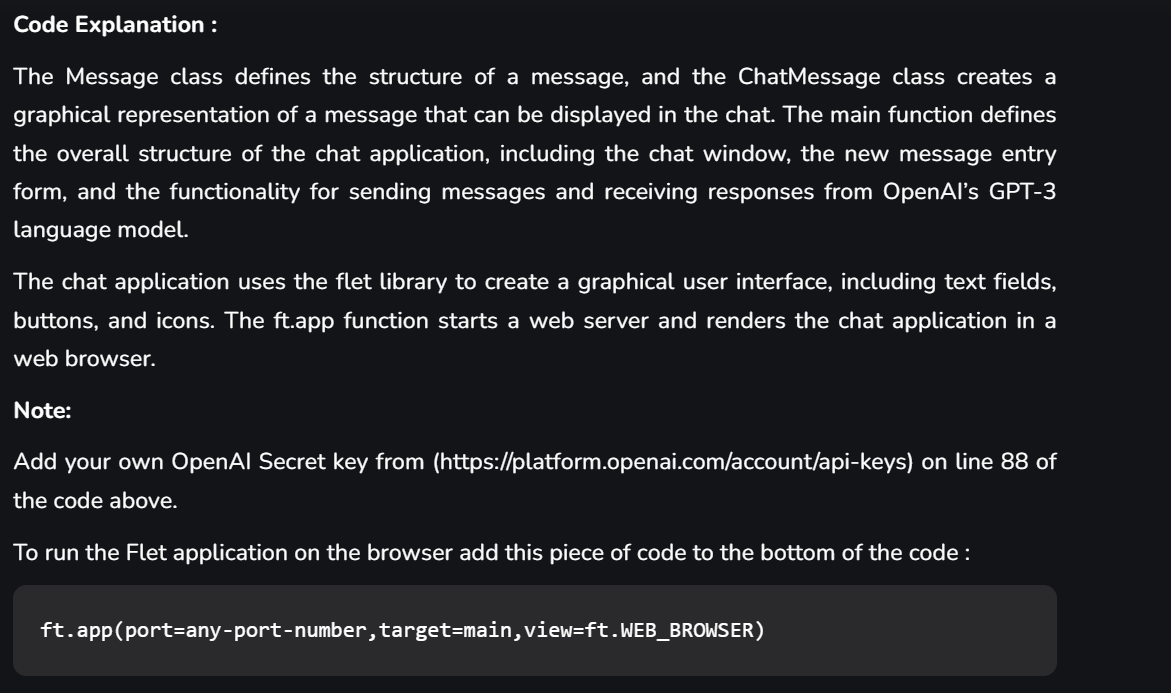 Code Explanation :
The Message class defines the structure of a message, and the ChatMessage class creates a
graphical representation of a message that can be displayed in the chat. The main function defines
the overall structure of the chat application, including the chat window, the new message entry
form, and the functionality for sending messages and receiving responses from OpenAI’s GPT-3
language model.
The chat application uses the flet library to create a graphical user interface, including text fields,
buttons, and icons. The ft.app function starts a web server and renders the chat application in a
web browser.
Note:
Add your own OpenAI Secret key from (https://platform.openai.com/account/api-keys) on line 88 of
the code above.
To run the Flet application on the browser add this piece of code to the bottom of the code :
ft.app(port=any-port-number,target=main,view=ft.WEB_BROWSER)